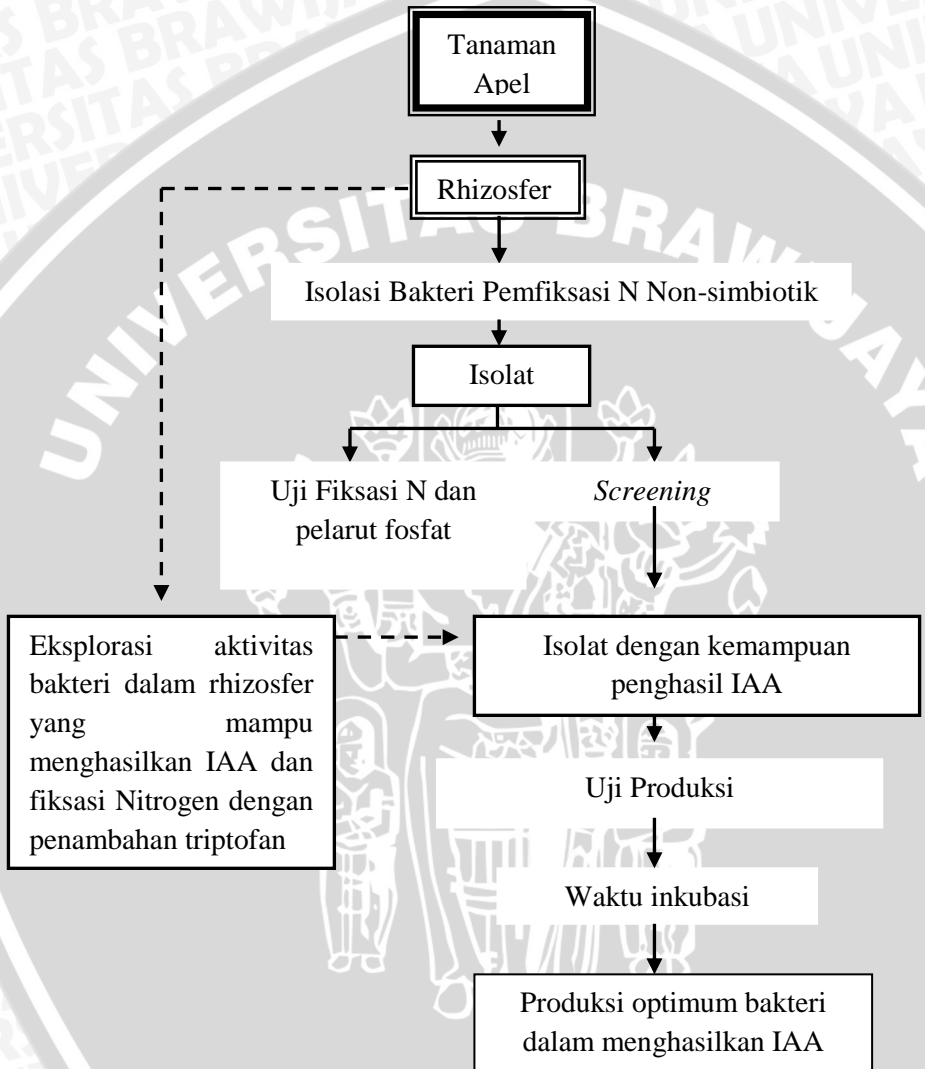 Tanaman
Apel
Rhizosfer
UNIVERSITAS BRAWIJAYA
Isolasi Bakteri Pemfiksasi N Non-simbiotik
Isolat
Uji Fiksasi N dan
pelarut fosfat
Screening
Eksplorasi aktivitas
bakteri dalam rhizosfer
yang mampu
menghasilkan IAA dan
fiksasi Nitrogen dengan
penambahan triptofan
Isolat dengan kemampuan
penghasil IAA
Uji Produksi
Waktu inkubasi
Produksi optimum bakteri
dalam menghasilkan IAA